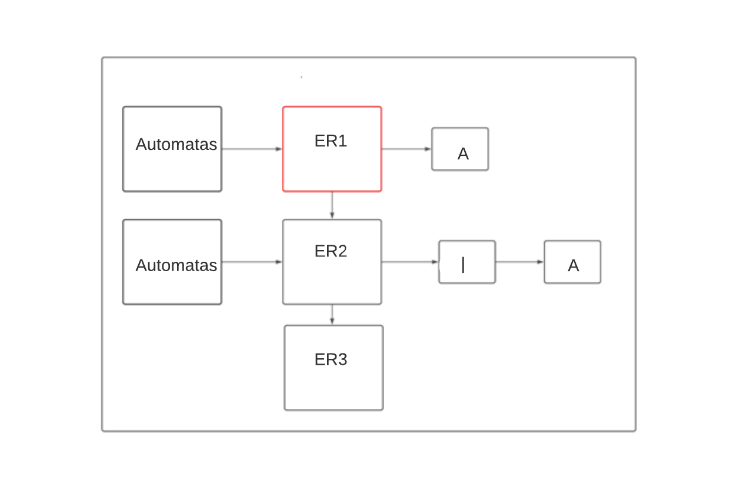 Automatas
ER1
A
Automatas
ER2
|
A
ER3